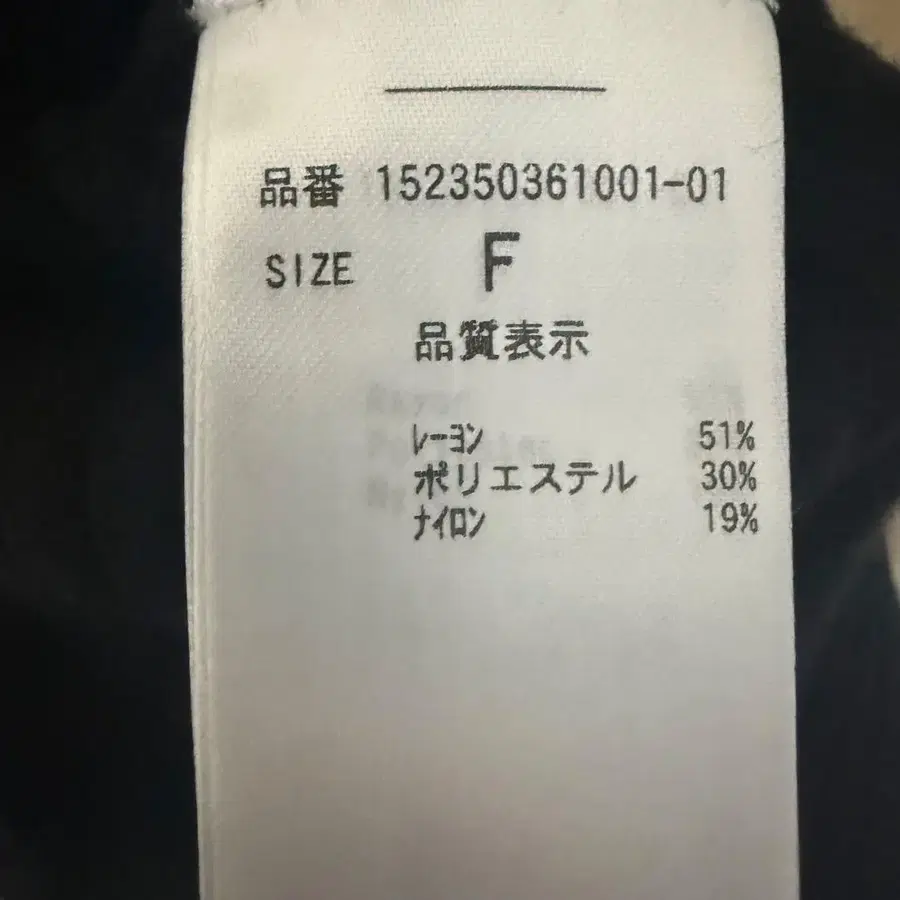 品番 152350361001-01
SIZE F
品質表示
ﾚｰﾖﾝ 51%
ポリエステル 30%
ﾅｲﾛﾝ 19%